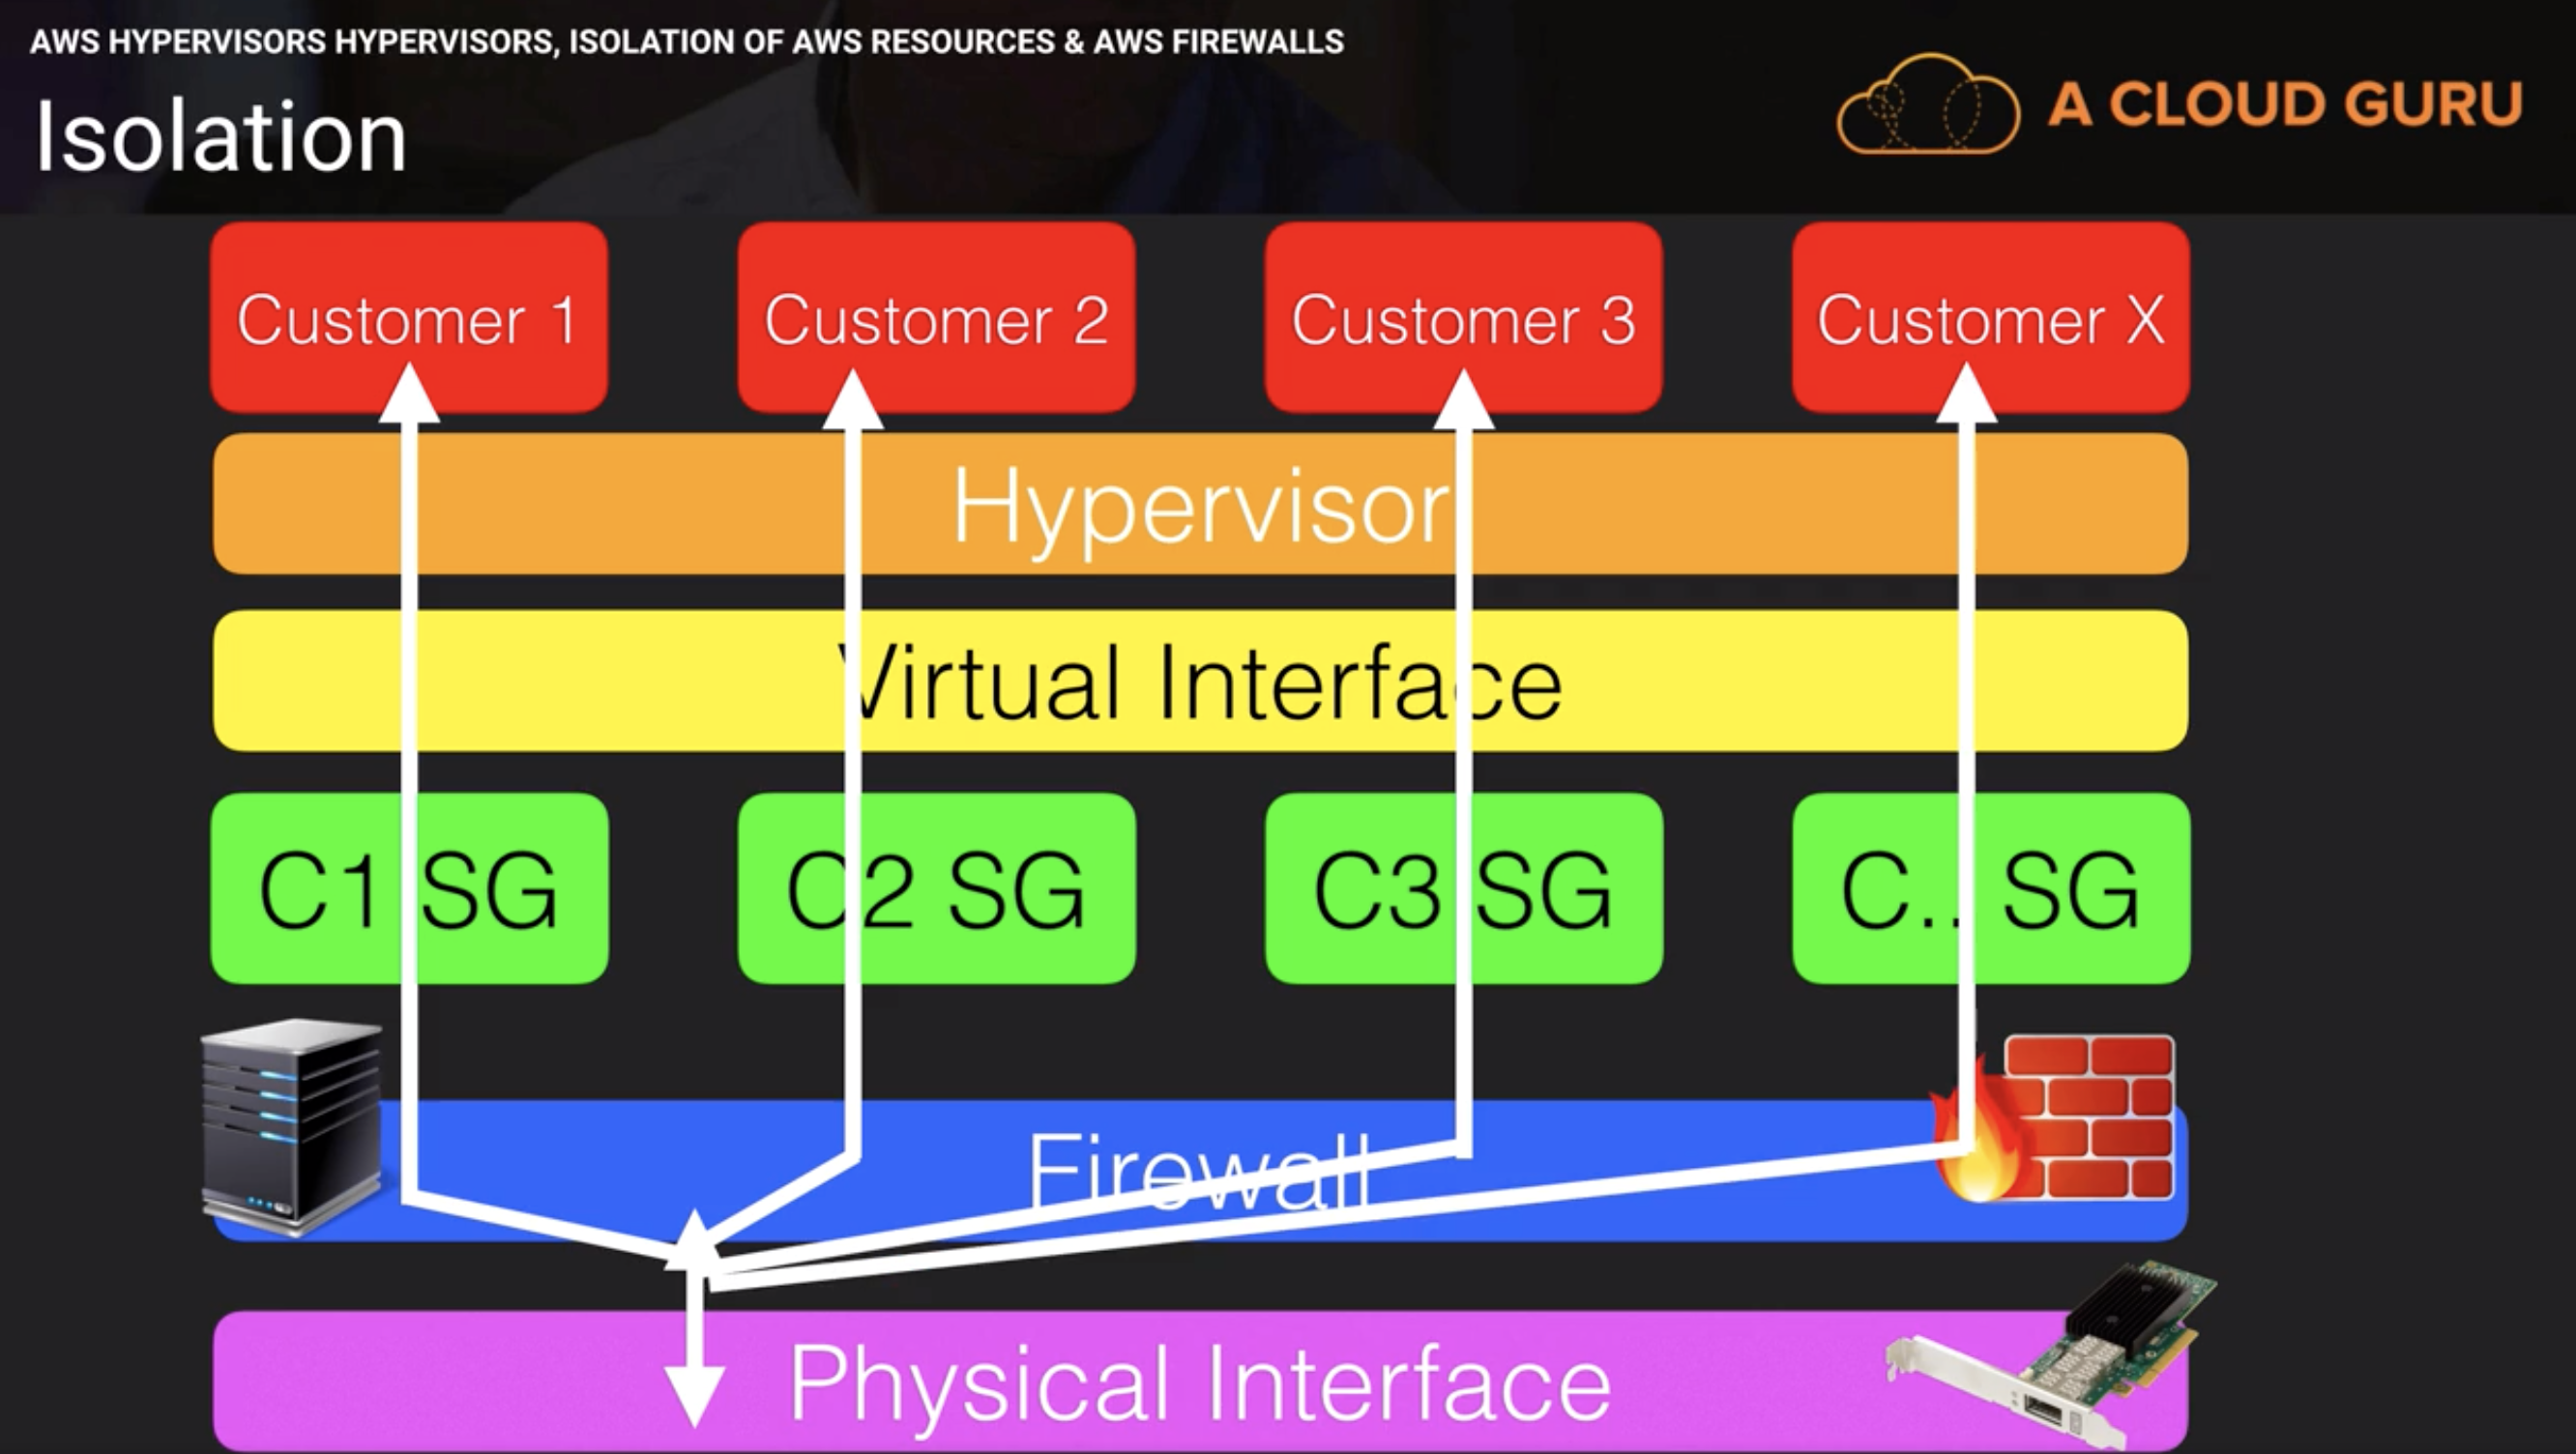 AWS HYPERVISORS HYPERVISORS, ISOLATION OF AWS RESOURCES & AWS FIREWALLS
Isolation
A CLOUD GURU
Customer 1
Customer 2
Customer 3
Customer X
Hypervisor
Virtual Interface
C1 SG
C2 SG
C3 SG
C.. SG
Firewall
Physical Interface